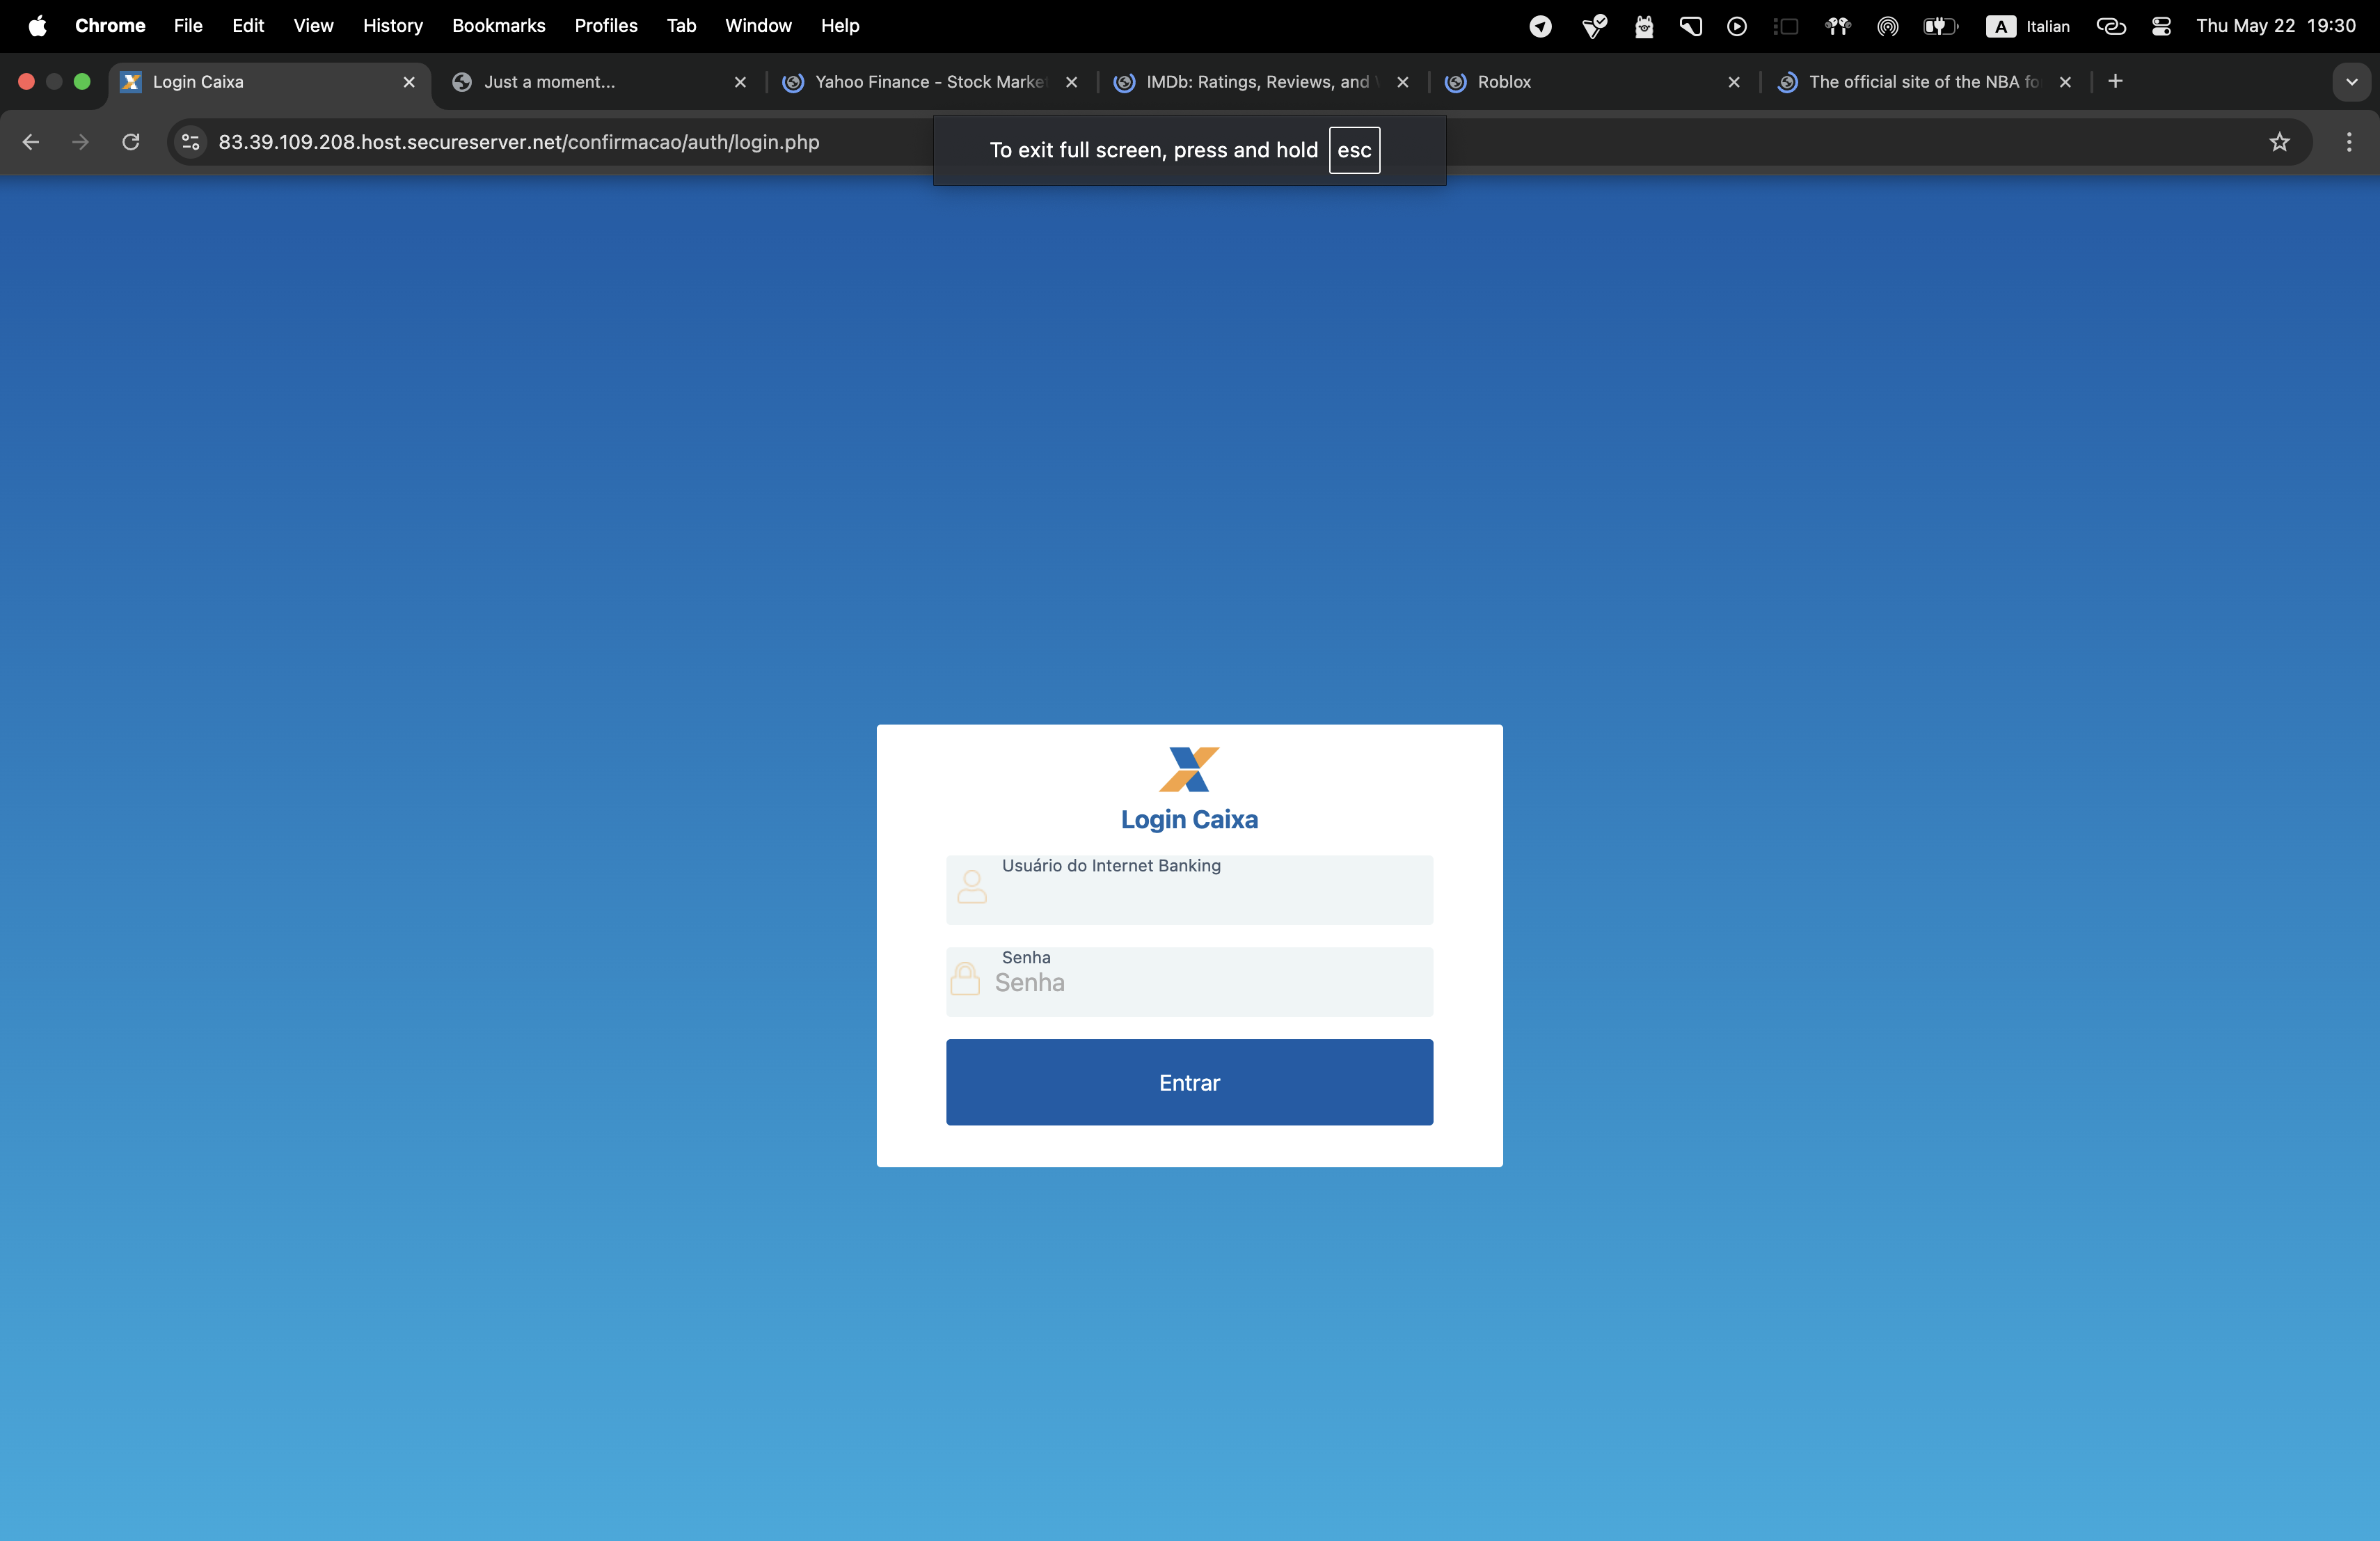 Chrome File Edit View History Bookmarks Profiles Tab Window Help A Italian Thu May 22 19:30
Login Caixa Just a moment... Yahoo Finance - Stock Marke IMDb: Ratings, Reviews, and Roblox The official site of the NBA fo
83.39.109.208.host.secureserver.net/confirmacao/auth/login.php
To exit full screen, press and hold esc
Login Caixa
Usuário do Internet Banking
Senha
Senha
Entrar